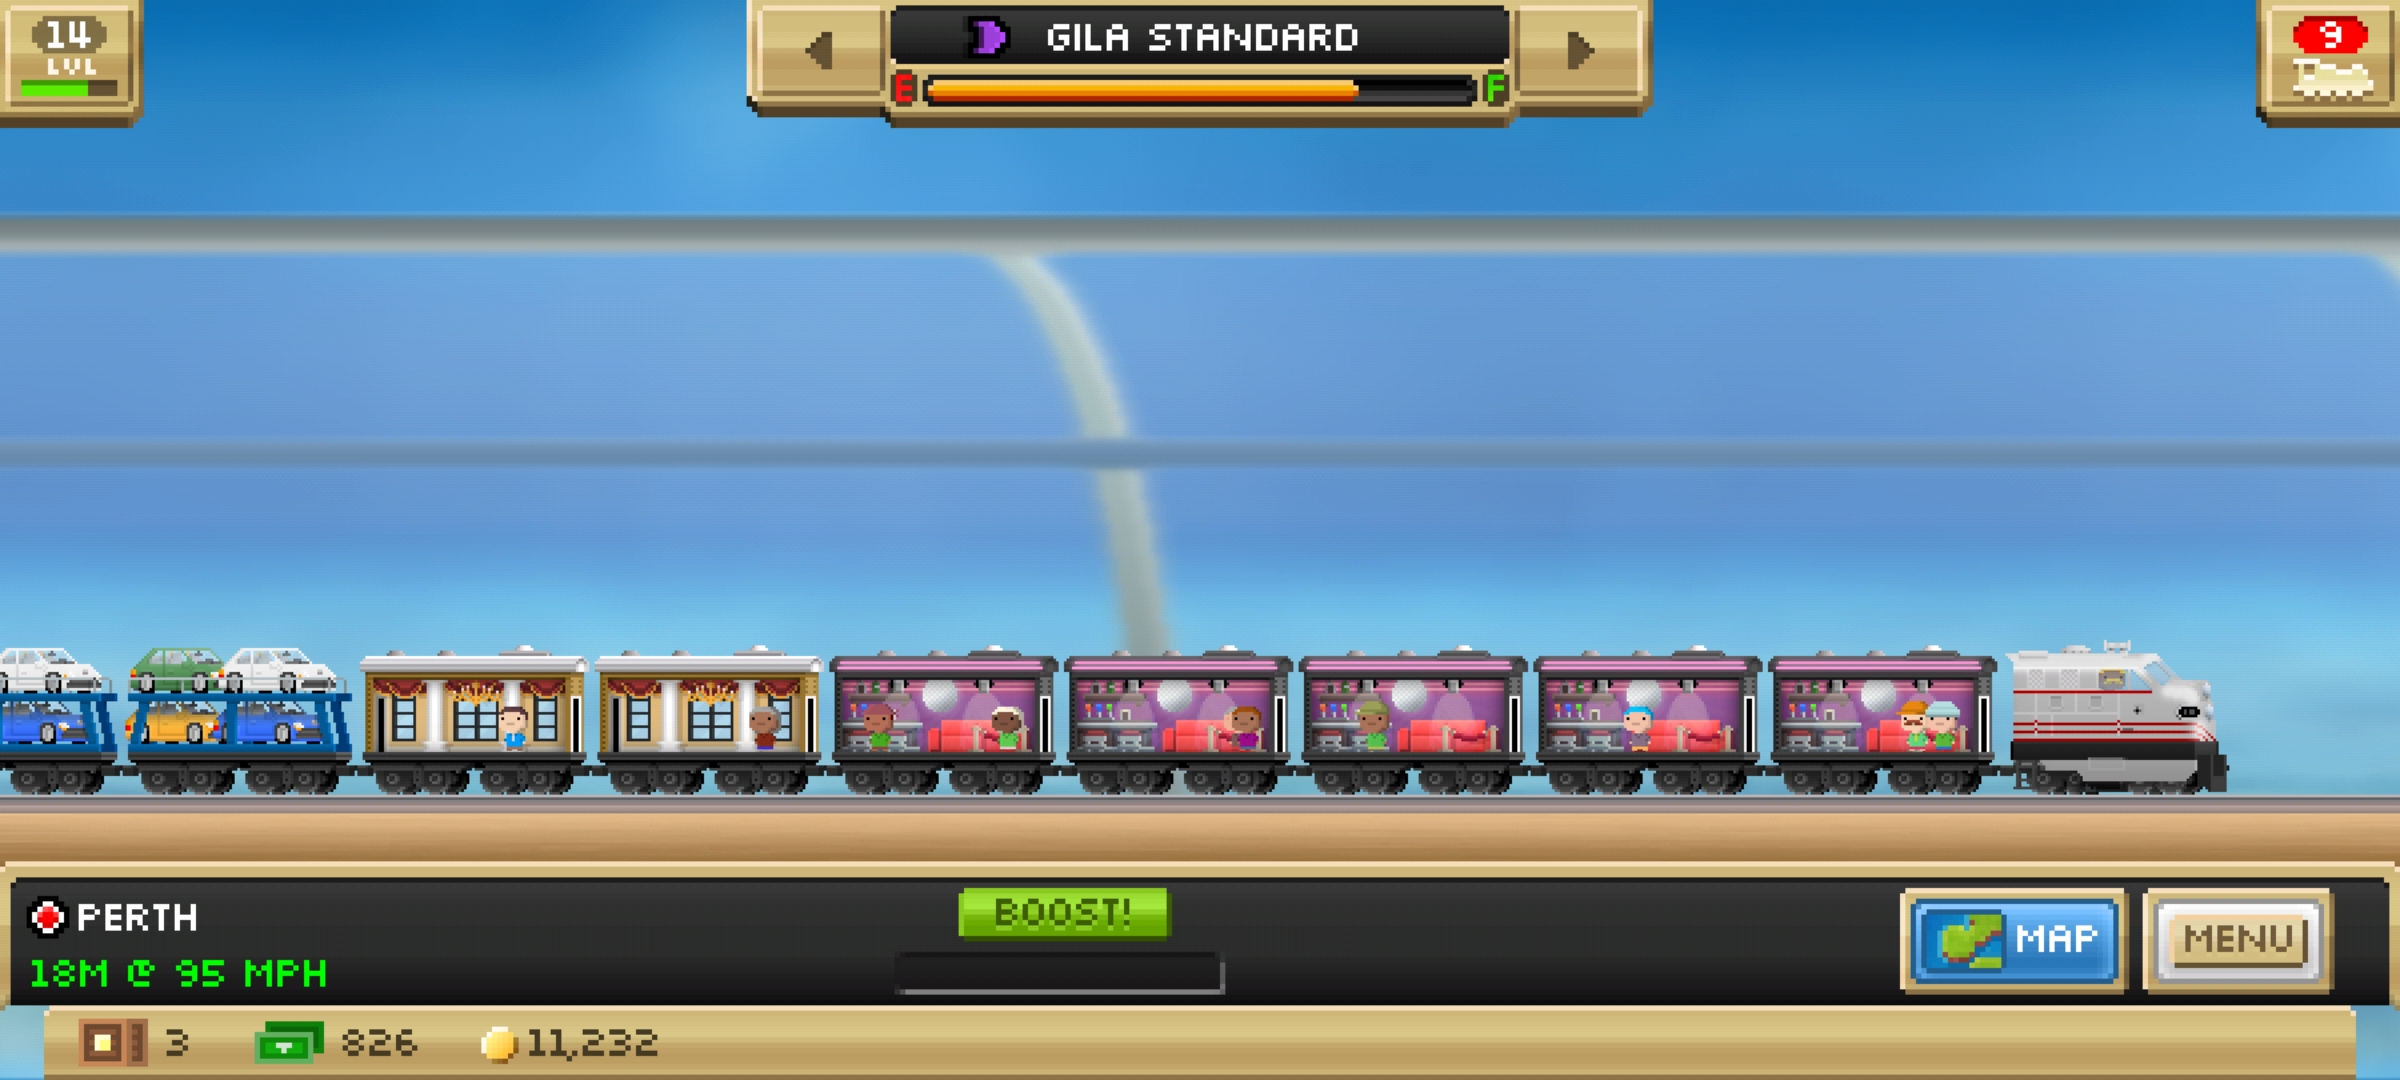 14
LVL
GILA STANDARD
E F
9
PERTH
18M @ 95 MPH
BOOST!
MAP
MENU
3
826
11,232